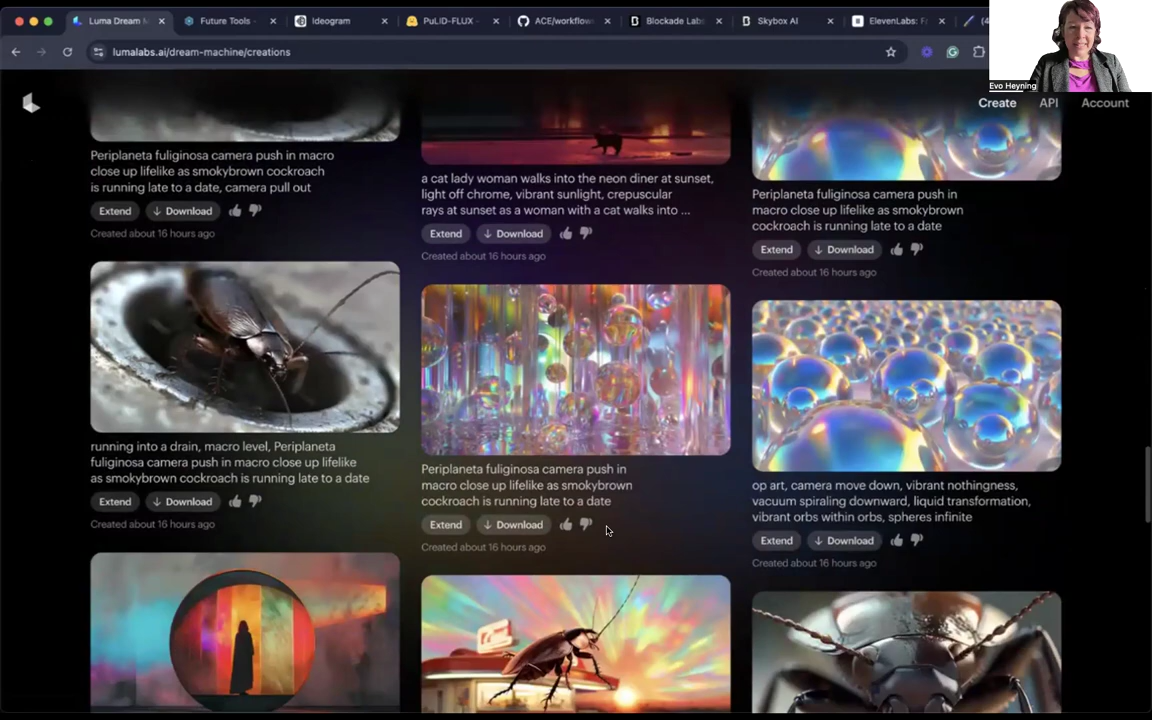 Luma Dream M
Future Tools -
Ideogram
PuLID-FLUX -
ACE/workflow
Blockade Labs
Skybox AI
ElevenLabs: Fr
(4
lumalabs.ai/dream-machine/creations
Evo Heyning
Create
API
Account
Periplaneta fuliginosa camera push in macro
close up lifelike as smokybrown cockroach
is running late to a date, camera pull out
Extend
Download
Created about 16 hours ago
a cat lady woman walks into the neon diner at sunset,
light off chrome, vibrant sunlight, crepuscular
rays at sunset as a woman with a cat walks into ...
Extend
Download
Created about 16 hours ago
Periplaneta fuliginosa camera push in
macro close up lifelike as smokybrown
cockroach is running late to a date
Extend
Download
Created about 16 hours ago
running into a drain, macro level, Periplaneta
fuliginosa camera push in macro close up lifelike
as smokybrown cockroach is running late to a date
Extend
Download
Created about 16 hours ago
Periplaneta fuliginosa camera push in
macro close up lifelike as smokybrown
cockroach is running late to a date
Extend
Download
Created about 16 hours ago
op art, camera move down, vibrant nothingness,
vacuum spiraling downward, liquid transformation,
vibrant orbs within orbs, spheres infinite
Extend
Download
Created about 16 hours ago